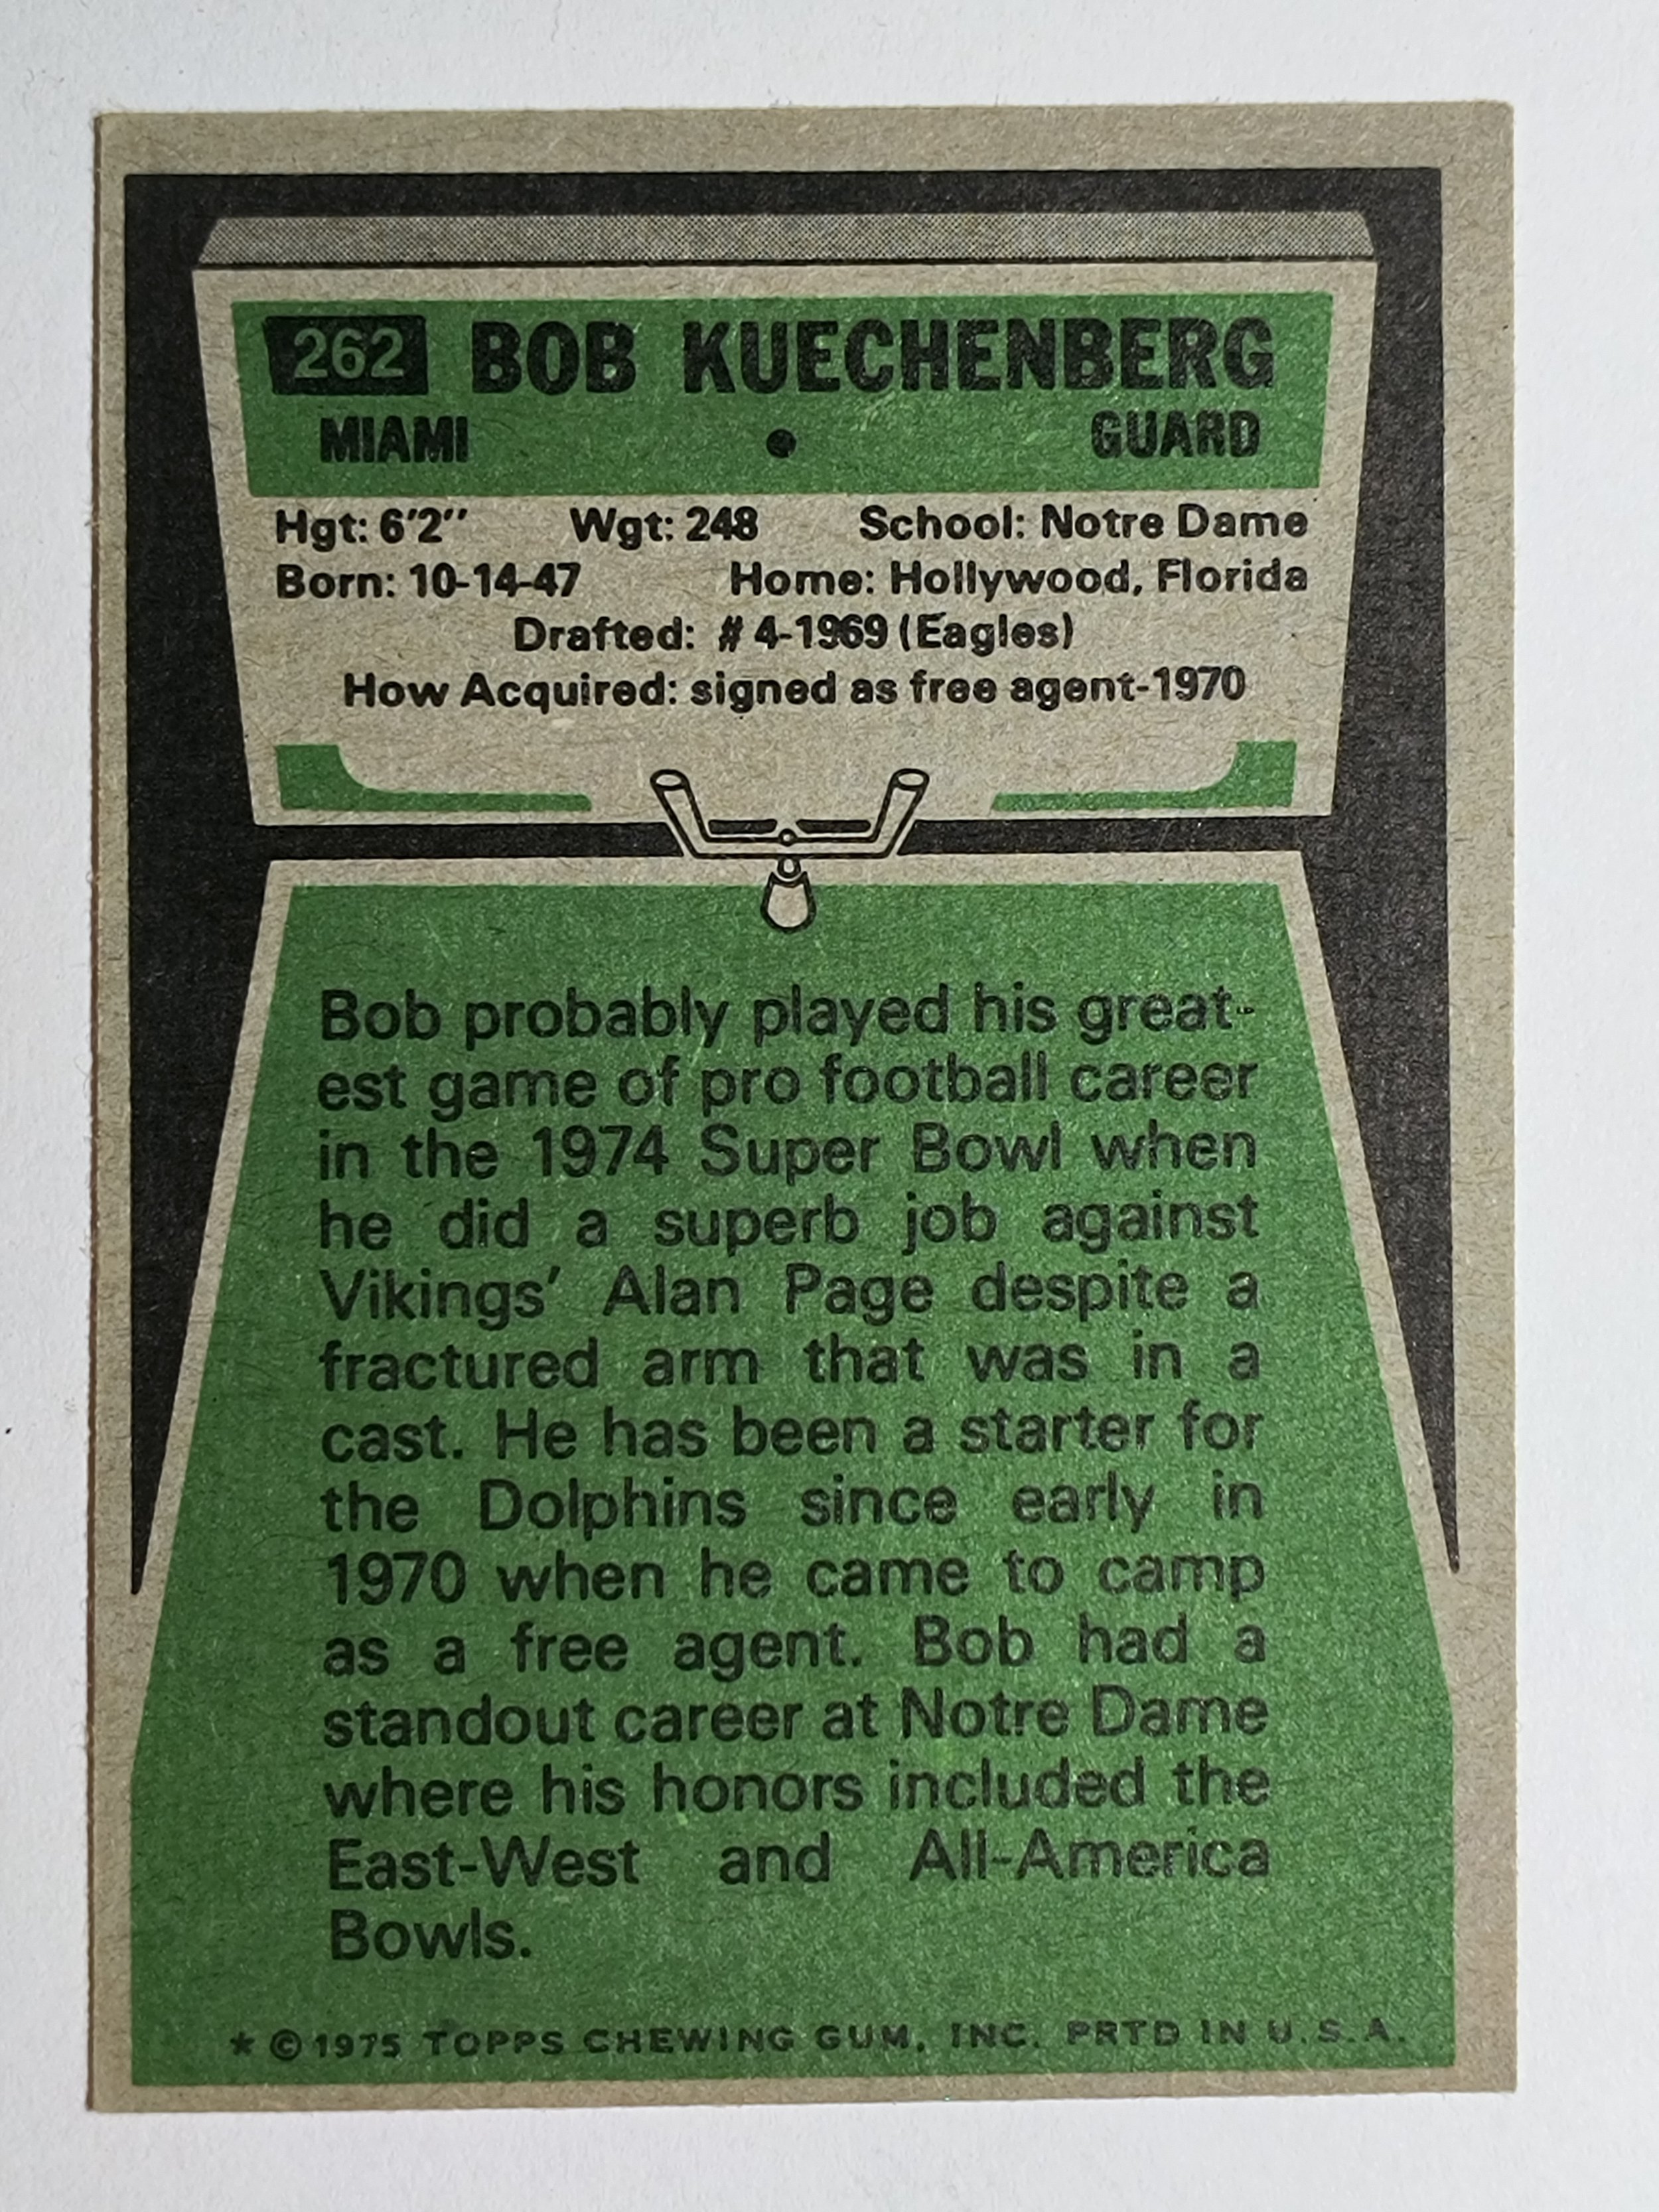 262 BOB KUECHENBERG
MIAMI • GUARD
Hgt: 6'2" Wgt: 248 School: Notre Dame
Born: 10-14-47 Home: Hollywood, Florida
Drafted: # 4-1969 (Eagles)
How Acquired: signed as free agent-1970
Bob probably played his great-
est game of pro football career
in the 1974 Super Bowl when
he did a superb job against
Vikings' Alan Page despite a
fractured arm that was in a
cast. He has been a starter for
the Dolphins since early in
1970 when he came to camp
as a free agent. Bob had a
standout career at Notre Dame
where his honors included the
East-West and All-America
Bowls.
* © 1975 TOPPS CHEWING GUM, INC. PRTD IN U.S.A.